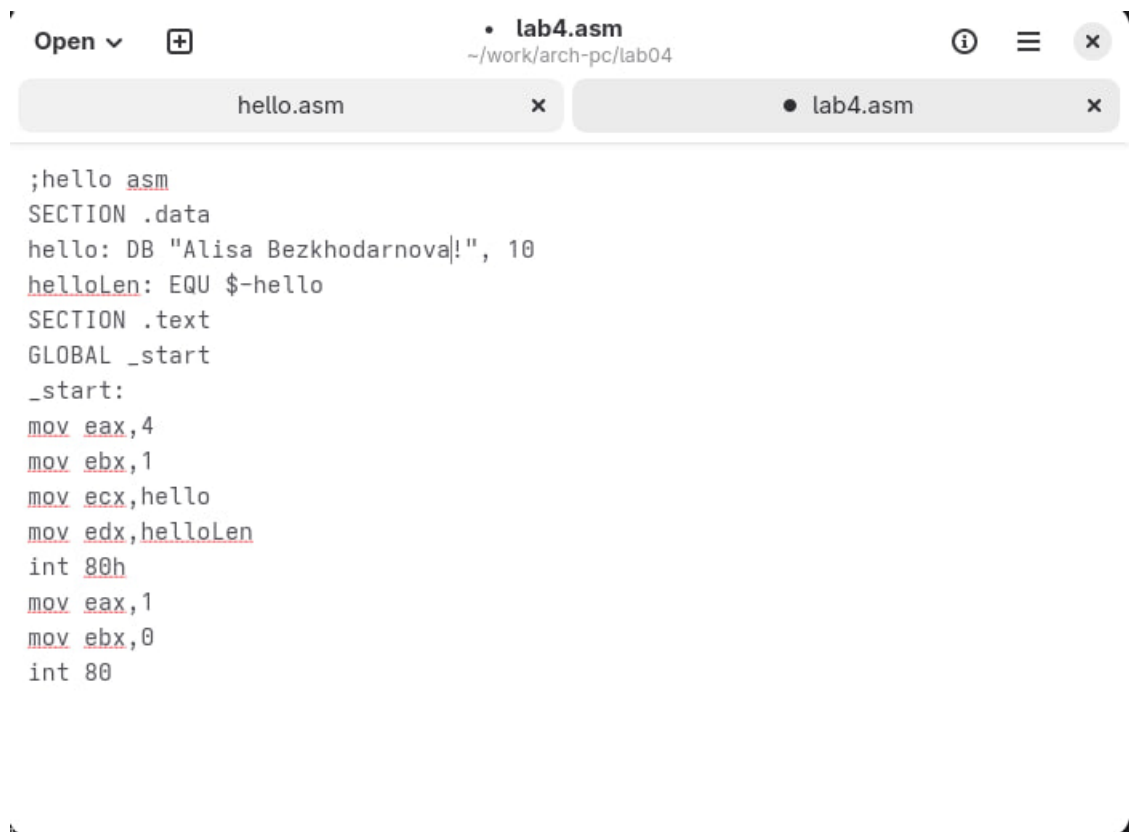 Open
• lab4.asm
~/work/arch-pc/lab04
hello.asm
● lab4.asm
;hello asm
SECTION .data
hello: DB "Alisa Bezkhodarnova!", 10
helloLen: EQU $-hello
SECTION .text
GLOBAL _start
_start:
mov eax,4
mov ebx,1
mov ecx,hello
mov edx,helloLen
int 80h
mov eax,1
mov ebx,0
int 80